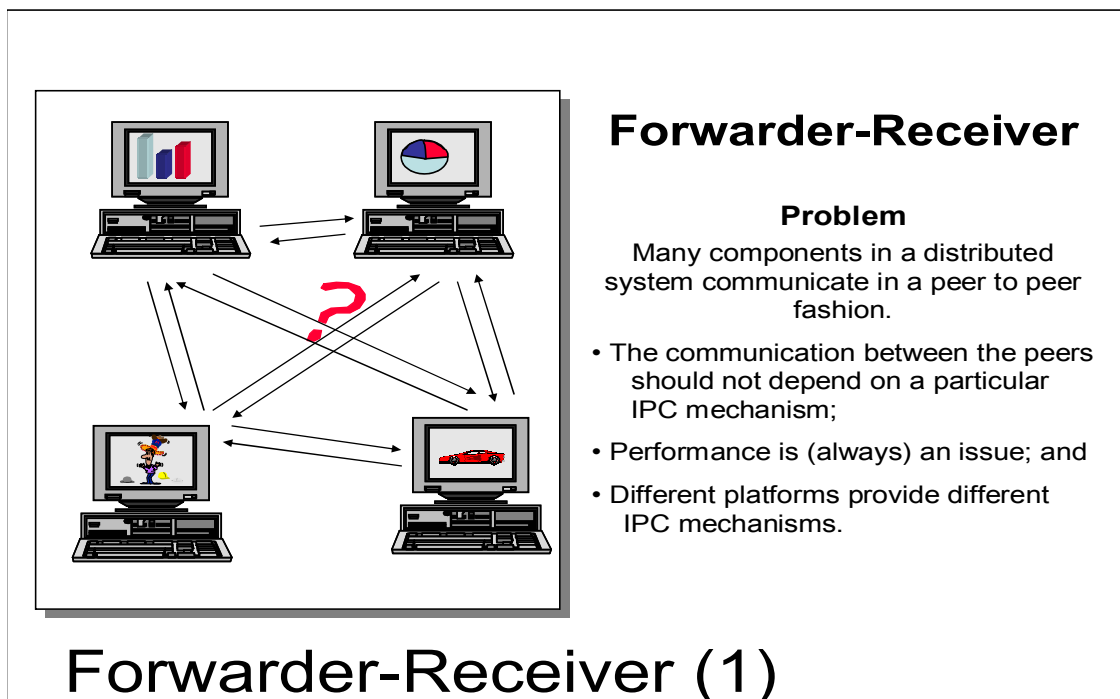 Forwarder-Receiver
Problem
Many components in a distributed
system communicate in a peer to peer
fashion.
• The communication between the peers
should not depend on a particular
IPC mechanism;
• Performance is (always) an issue; and
• Different platforms provide different
IPC mechanisms.
?
Forwarder-Receiver (1)